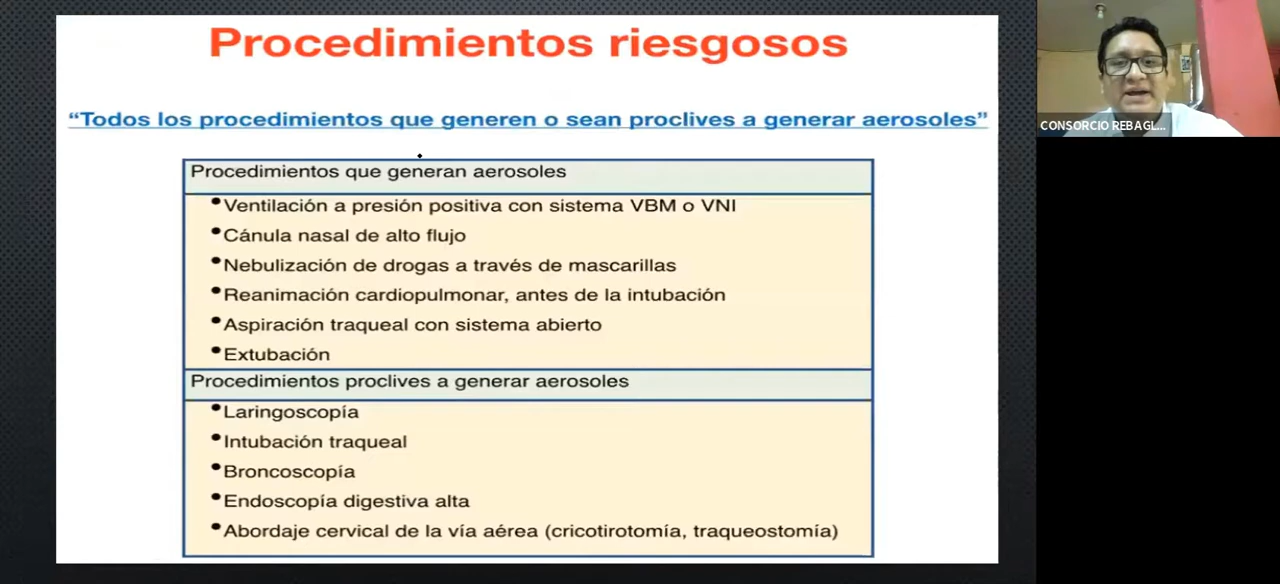 Procedimientos riesgosos
“Todos los procedimientos que generen o sean proclives a generar aerosoles”
Procedimientos que generan aerosoles
•Ventilación a presión positiva con sistema VBM o VNI
•Cánula nasal de alto flujo
•Nebulización de drogas a través de mascarillas
•Reanimación cardiopulmonar, antes de la intubación
•Aspiración traqueal con sistema abierto
•Extubación
Procedimientos proclives a generar aerosoles
•Laringoscopía
•Intubación traqueal
•Broncoscopía
•Endoscopía digestiva alta
•Abordaje cervical de la vía aérea (cricotirotomía, traqueostomía)
CONSORCIO REBAGL...